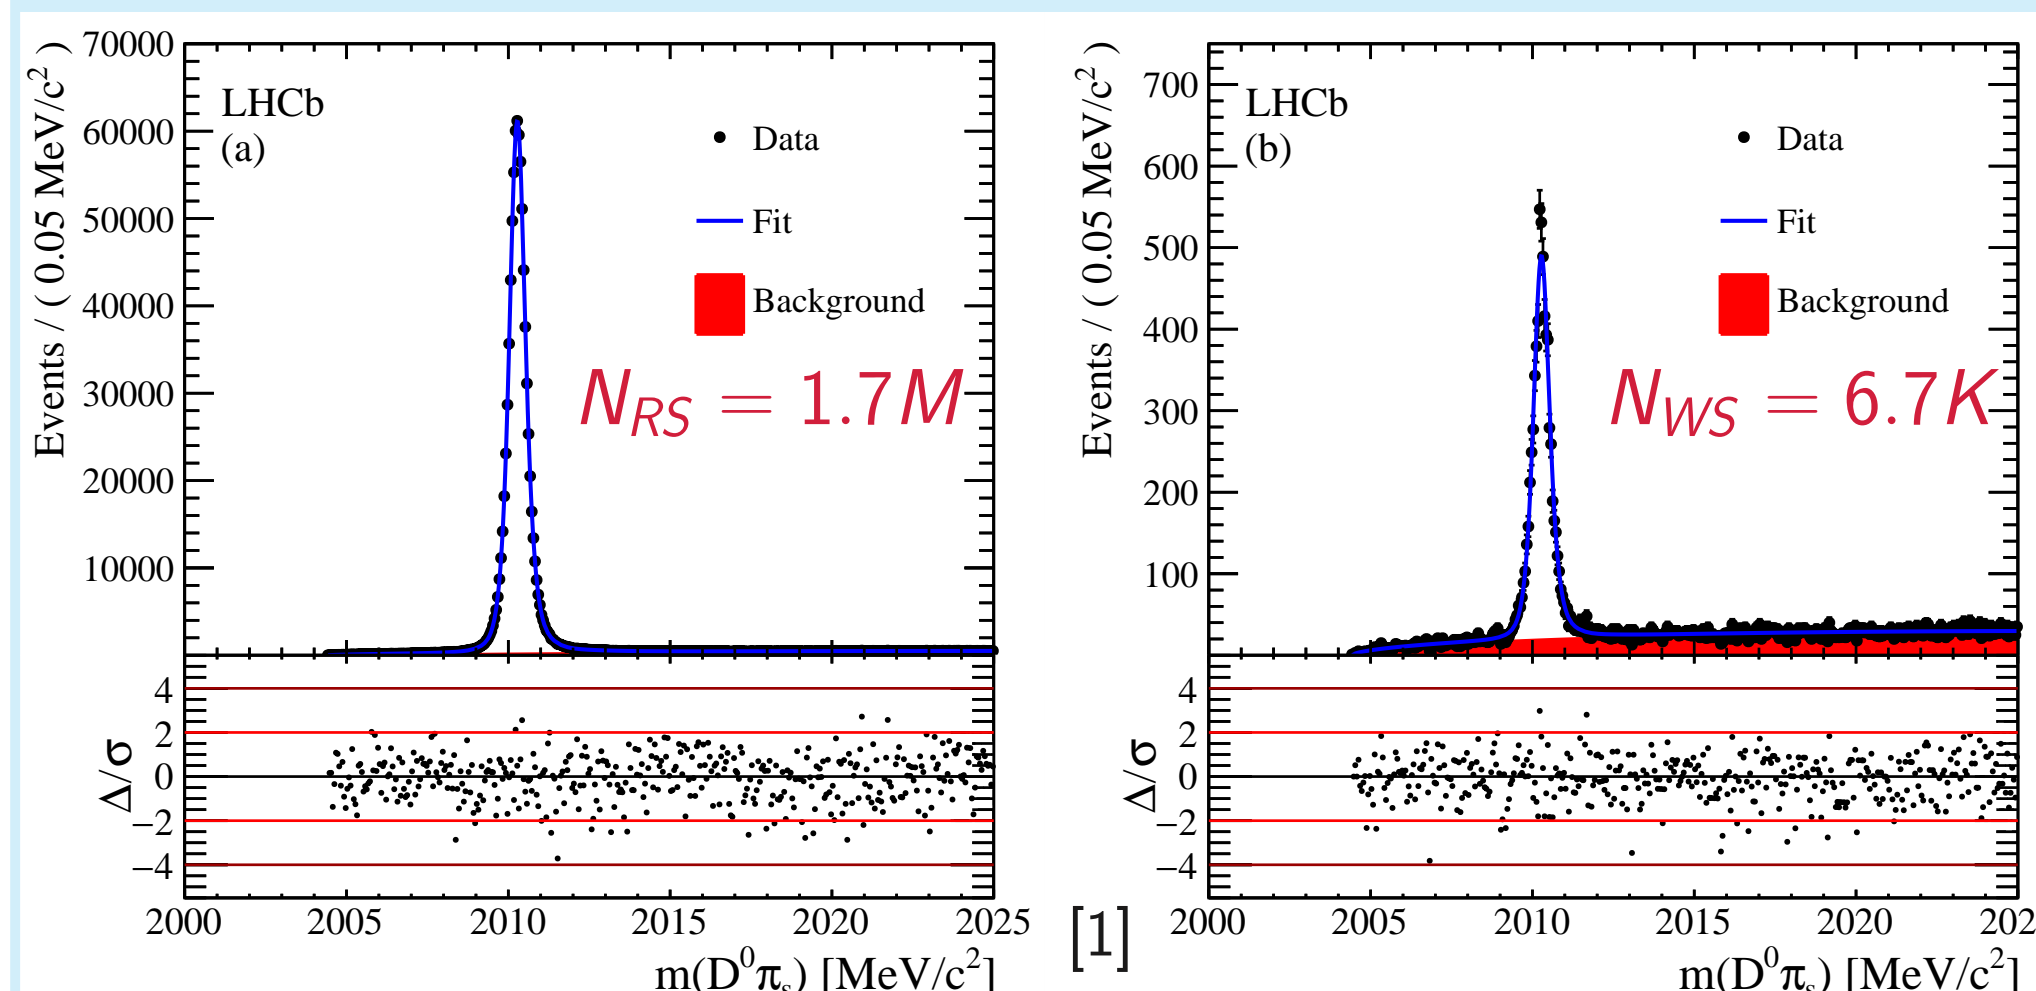 70000
60000
50000
40000
30000
20000
10000
Events / ( 0.05 MeV/c²)
LHCb
(a)
Data
Fit
Background
N_RS = 1.7M
4
2
0
−2
−4
Δ/σ
2000 2005 2010 2015 2020 2025
m(D⁰π_s) [MeV/c²]
[1]
700
600
500
400
300
200
100
Events / ( 0.05 MeV/c²)
LHCb
(b)
Data
Fit
Background
N_WS = 6.7K
4
2
0
−2
−4
Δ/σ
2000 2005 2010 2015 2020 202
m(D⁰π_s) [MeV/c²]